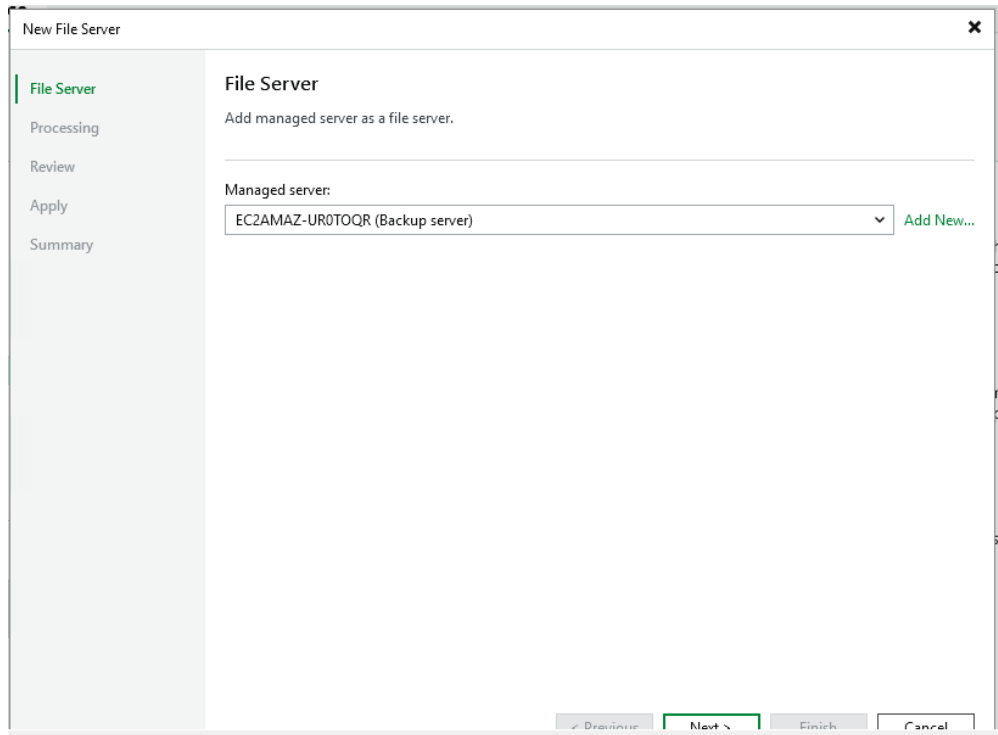 New File Server
File Server
Processing
Review
Apply
Summary
File Server
Add managed server as a file server.
Managed server:
EC2AMAZ-UR0TOQR (Backup server)
Add New...
< Previous
Next >
Finish
Cancel